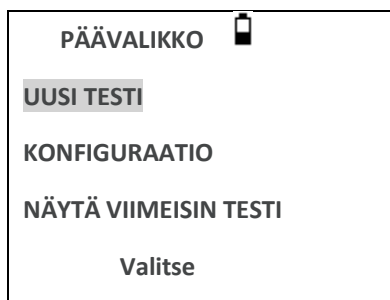 PÄÄVALIKKO
UUSI TESTI
KONFIGURAATIO
NÄYTÄ VIIMEISIN TESTI
Valitse